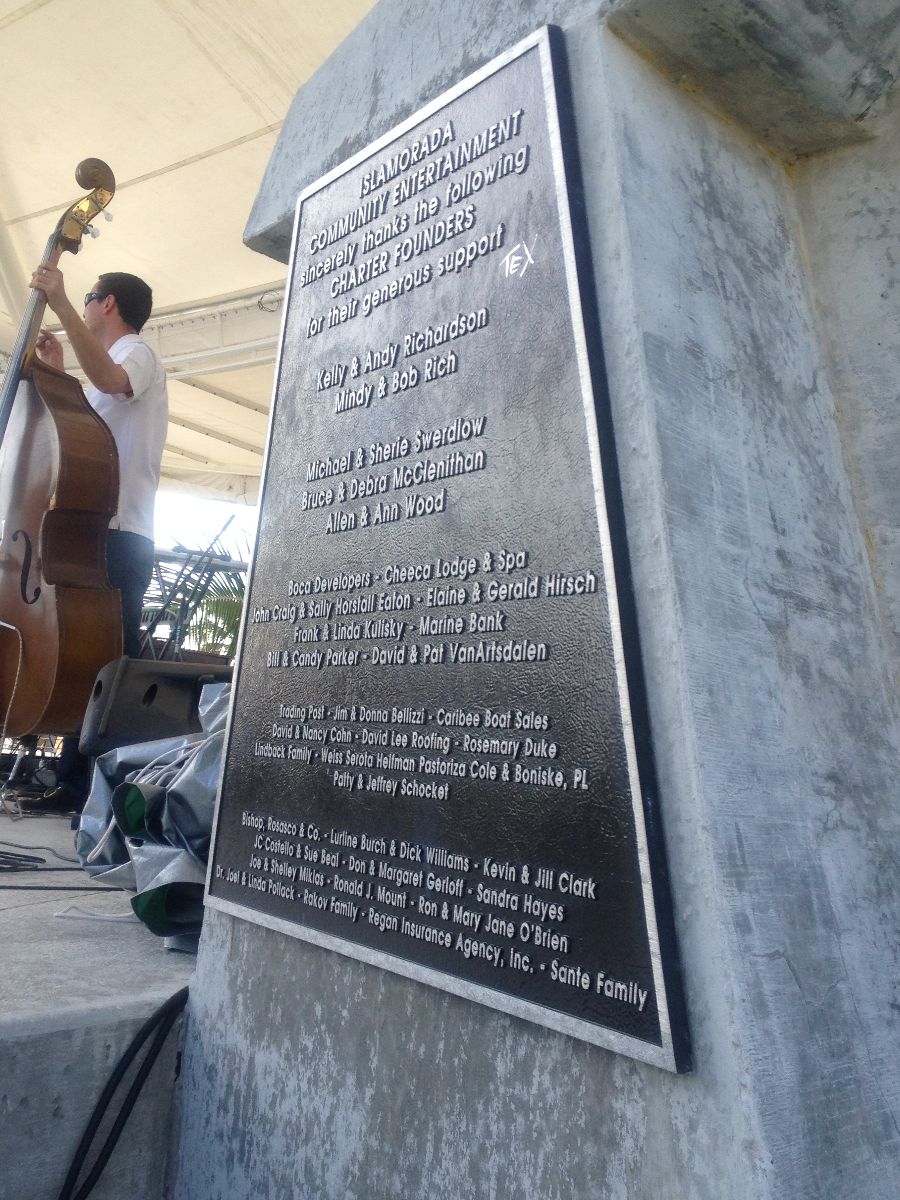 ISLAMORADA
COMMUNITY ENTERTAINMENT
sincerely thanks the following
CHARTER FOUNDERS
for their generous support
TEX
Kelly & Andy Richardson
Mindy & Bob Rich
Michael & Sherie Swerdlow
Bruce & Debra McClenithan
Allen & Ann Wood
Boca Developers - Cheeca Lodge & Spa
John Craig & Sally Horstall Eaton - Elaine & Gerald Hirsch
Frank & Linda Kulisky - Marine Bank
Bill & Candy Parker - David & Pat VanArtsdalen
Trading Post - Jim & Donna Bellizzi - Caribee Boat Sales
David & Nancy Cohn - David Lee Roofing - Rosemary Duke
Lindback Family - Weiss Serota Helfman Pastoriza Cole & Boniske, PL
Patty & Jeffrey Schocket
Bishop, Rosasco & Co. - Lurline Burch & Dick Williams - Kevin & Jill Clark
JC Costello & Sue Beal - Don & Margaret Gerloff - Sandra Hayes
Joe & Shelley Miklas - Ronald J. Mount - Ron & Mary Jane O'Brien
Dr. Joel & Linda Pollack - Rakov Family - Regan Insurance Agency, Inc. - Sante Family